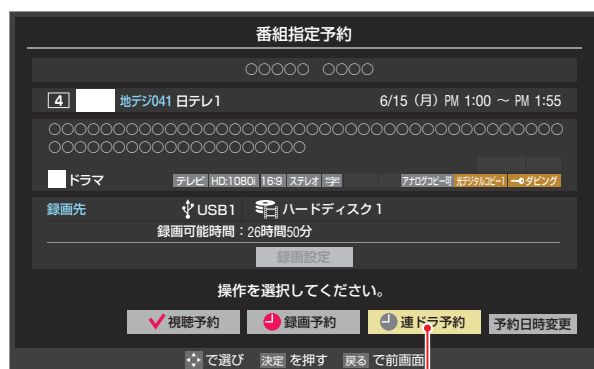 番組指定予約
○○○○○ ○○○○
4 地デジ041 日テレ1 6/15（月）PM 1:00 ～ PM 1:55
○○○○○○○○○○○○○○○○○○○○○○○○○○○○○○○○○○○○○○○○
○○○○○○○○○○○○○○○○○○○○
ドラマ テレビ HD:1080i 16:9 ステレオ 字 アナログコピー可 光デジタルコピー1 ダビング
録画先 USB1 ハードディスク1
録画可能時間：26時間50分
録画設定
操作を選択してください。
視聴予約 録画予約 連ドラ予約 予約日時変更
で選び 決定 を押す 戻る で前画面